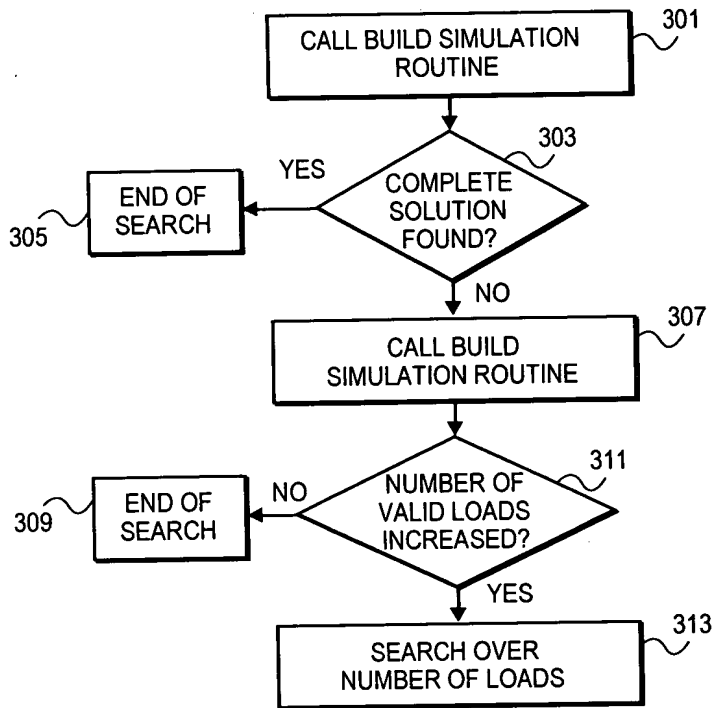 CALL BUILD SIMULATION
ROUTINE
301
303
YES
COMPLETE
SOLUTION
FOUND?
END OF
SEARCH
305
NO
307
CALL BUILD
SIMULATION ROUTINE
311
NO
NUMBER OF
VALID LOADS
INCREASED?
END OF
SEARCH
309
YES
313
SEARCH OVER
NUMBER OF LOADS